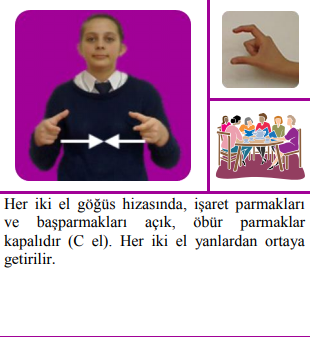 Her iki el göğüs hizasında, işaret parmakları
ve başparmakları açık, öbür parmaklar
kapalıdır (C el). Her iki el yanlardan ortaya
getirilir.